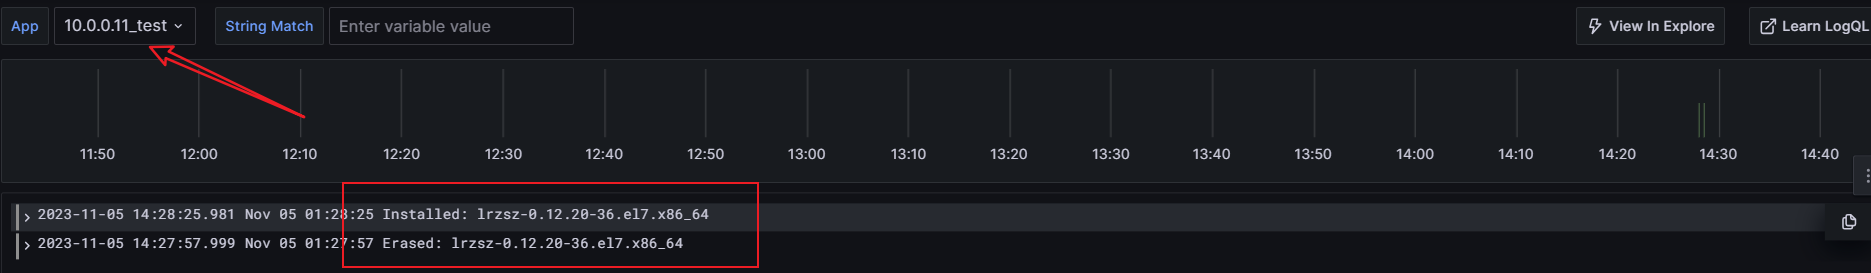 App 10.0.0.11_test String Match Enter variable value View In Explore Learn LogQL
11:50 12:00 12:10 12:20 12:30 12:40 12:50 13:00 13:10 13:20 13:30 13:40 13:50 14:00 14:10 14:20 14:30 14:40
2023-11-05 14:28:25.981 Nov 05 01:28:25 Installed: lrzsz-0.12.20-36.el7.x86_64
2023-11-05 14:27:57.999 Nov 05 01:27:57 Erased: lrzsz-0.12.20-36.el7.x86_64